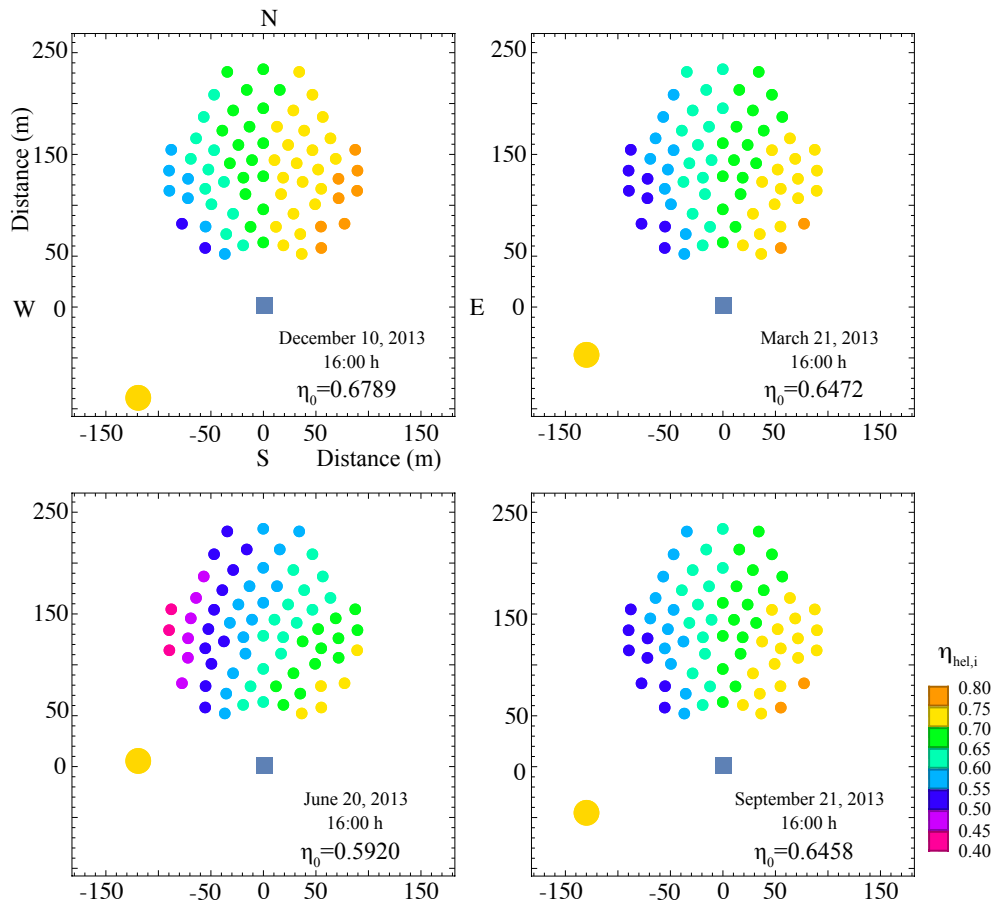 N
250
150
50
0
Distance (m)
W
E
December 10, 2013
16:00 h
η0=0.6789
-150
-50
0
50
150
S
Distance (m)
250
150
50
0
March 21, 2013
16:00 h
η0=0.6472
-150
-50
0
50
150
250
150
50
0
June 20, 2013
16:00 h
η0=0.5920
-150
-50
0
50
150
250
150
50
0
September 21, 2013
16:00 h
η0=0.6458
-150
-50
0
50
150
ηhel,i
0.80
0.75
0.70
0.65
0.60
0.55
0.50
0.45
0.40